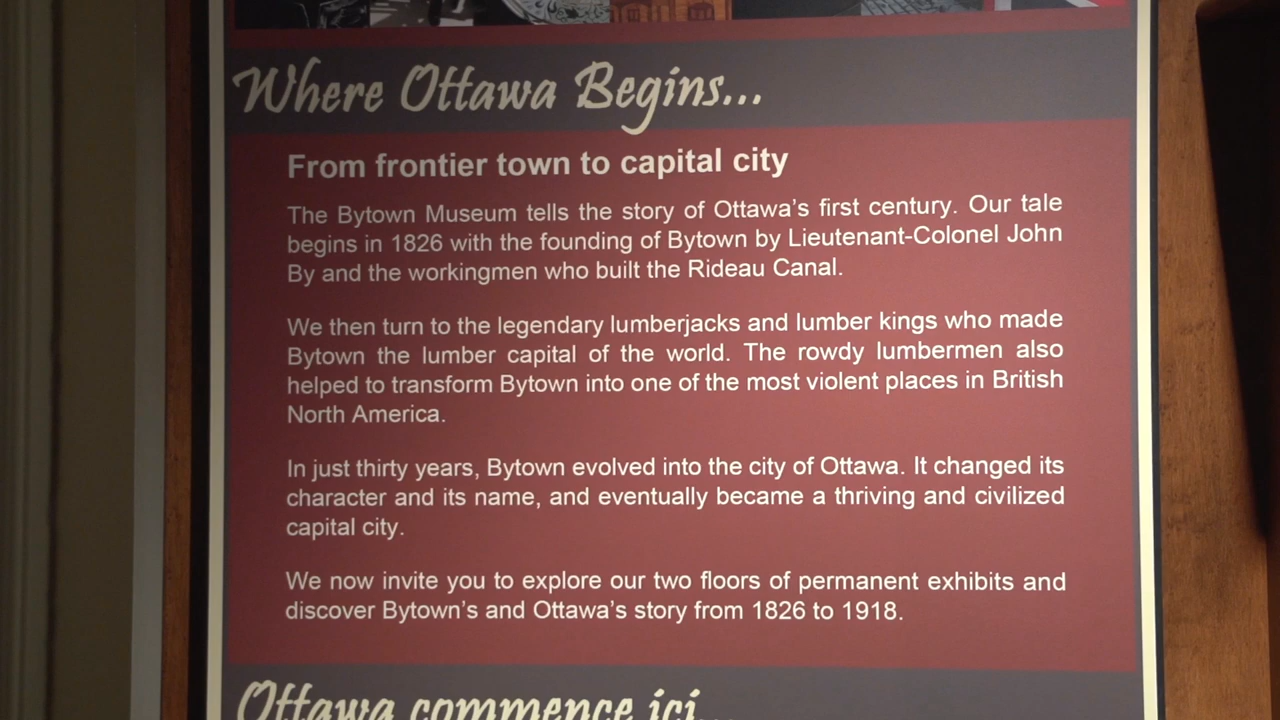 Where Ottawa Begins...
From frontier town to capital city
The Bytown Museum tells the story of Ottawa's first century. Our tale
begins in 1826 with the founding of Bytown by Lieutenant-Colonel John
By and the workingmen who built the Rideau Canal.
We then turn to the legendary lumberjacks and lumber kings who made
Bytown the lumber capital of the world. The rowdy lumbermen also
helped to transform Bytown into one of the most violent places in British
North America.
In just thirty years, Bytown evolved into the city of Ottawa. It changed its
character and its name, and eventually became a thriving and civilized
capital city.
We now invite you to explore our two floors of permanent exhibits and
discover Bytown's and Ottawa's story from 1826 to 1918.
Ottawa commence ici...